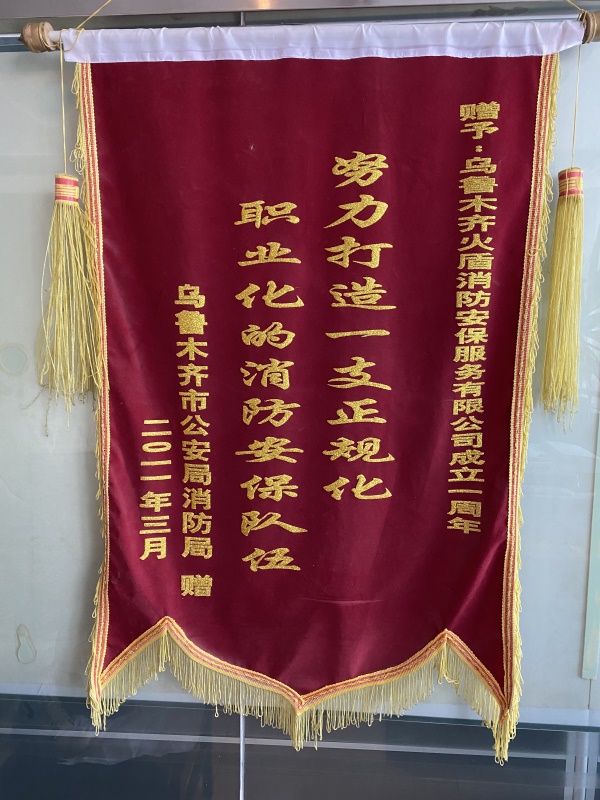 赠予：乌鲁木齐火盾消防安保服务有限公司成立一周年
努力打造一支正规化
职业化的消防安保队伍
乌鲁木齐市公安局消防局 赠
二〇一一年三月